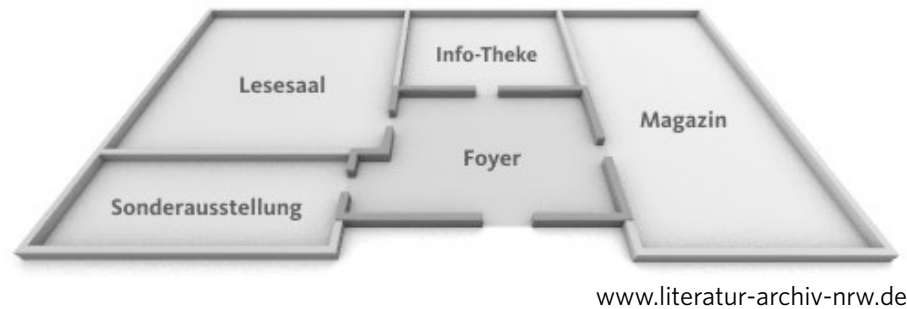 Info-Theke
Lesesaal
Magazin
Foyer
Sonderausstellung
www.literatur-archiv-nrw.de